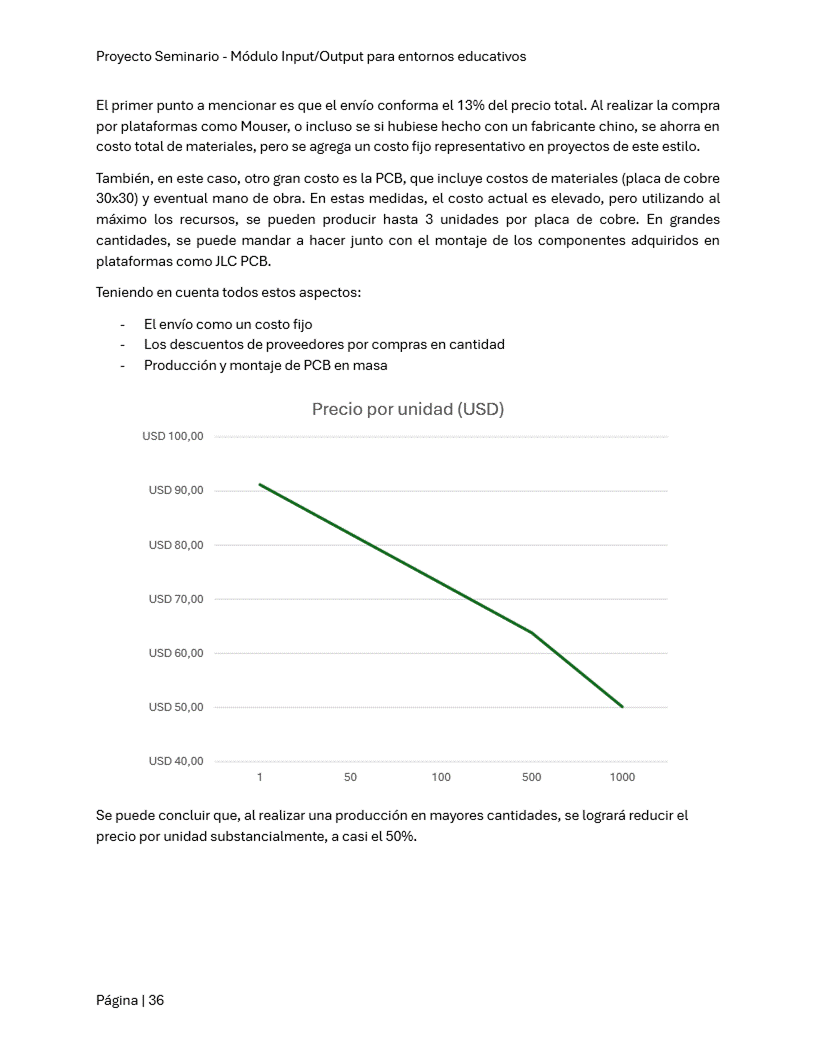 Proyecto Seminario - Módulo Input/Output para entornos educativos
El primer punto a mencionar es que el envío conforma el 13% del precio total. Al realizar la compra
por plataformas como Mouser, o incluso se si hubiese hecho con un fabricante chino, se ahorra en
costo total de materiales, pero se agrega un costo fijo representativo en proyectos de este estilo.
También, en este caso, otro gran costo es la PCB, que incluye costos de materiales (placa de cobre
30x30) y eventual mano de obra. En estas medidas, el costo actual es elevado, pero utilizando al
máximo los recursos, se pueden producir hasta 3 unidades por placa de cobre. En grandes
cantidades, se puede mandar a hacer junto con el montaje de los componentes adquiridos en
plataformas como JLC PCB.
Teniendo en cuenta todos estos aspectos:
- El envío como un costo fijo
- Los descuentos de proveedores por compras en cantidad
- Producción y montaje de PCB en masa
Precio por unidad (USD)
USD 100,00
USD 90,00
USD 80,00
USD 70,00
USD 60,00
USD 50,00
USD 40,00
1 50 100 500 1000
Se puede concluir que, al realizar una producción en mayores cantidades, se logrará reducir el
precio por unidad substancialmente, a casi el 50%.
Página | 36